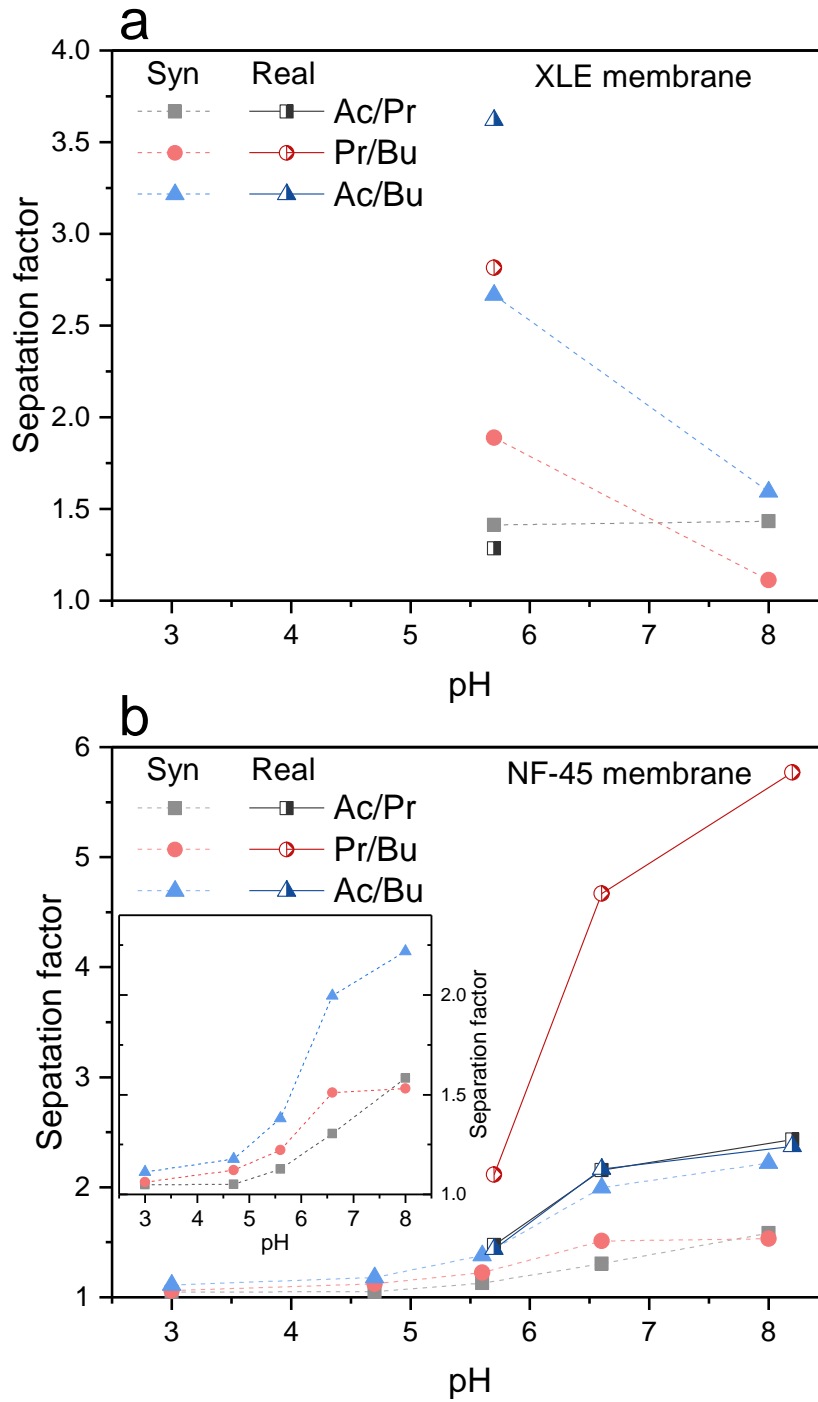 a
Syn Real XLE membrane
Ac/Pr
Pr/Bu
Ac/Bu
Sepatation factor
4.0
3.5
3.0
2.5
2.0
1.5
1.0
3 4 5 6 7 8
pH
b
Syn Real NF-45 membrane
Ac/Pr
Pr/Bu
Ac/Bu
Sepatation factor
6
5
4
3
2
1
2.0
1.5
1.0
Separation factor
3 4 5 6 7 8
pH
3 4 5 6 7 8
pH